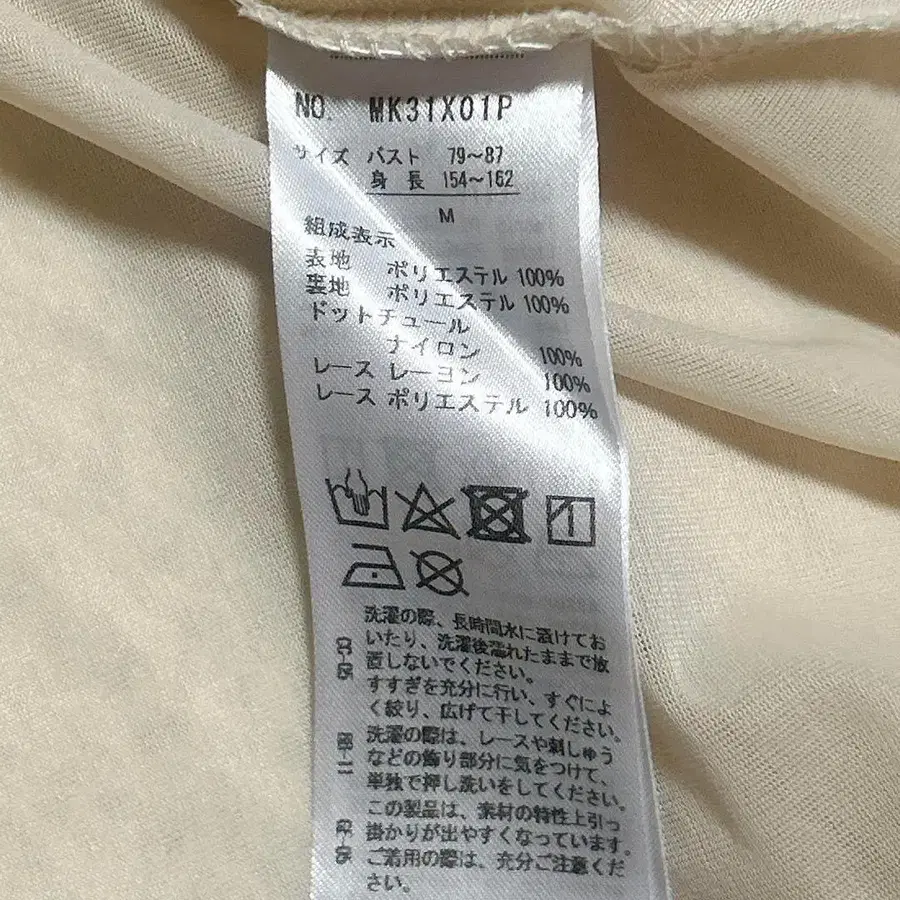 NO. MK31X01P
サイズ バスト 79~87
身長 154~162
M
組成表示
表地 ポリエステル 100%
裏地 ポリエステル 100%
ドットチュール
ナイロン 100%
レース レーヨン 100%
レース ポリエステル 100%
洗濯の際、長時間水に漬けてお
いたり、洗濯後濡れたままで放
直しないでください。
すすぎを充分に行い、すぐによ
く絞り、広げて干してください。
洗濯の際は、レースや刺しゅう
などの飾り部分に気をつけて、
単独で押し洗いをしてください。
この製品は、素材の特性上引っ
掛かりが出やすくなっています。
ご着用の際は、充分ご注意くだ
さい。